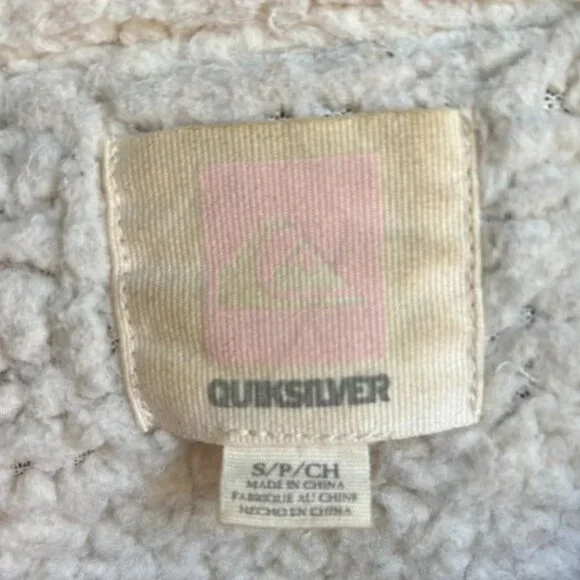 QUIKSILVER
S/P/CH
MADE IN CHINA
FABRIQUE AU CHINE
HECHO EN CHINA